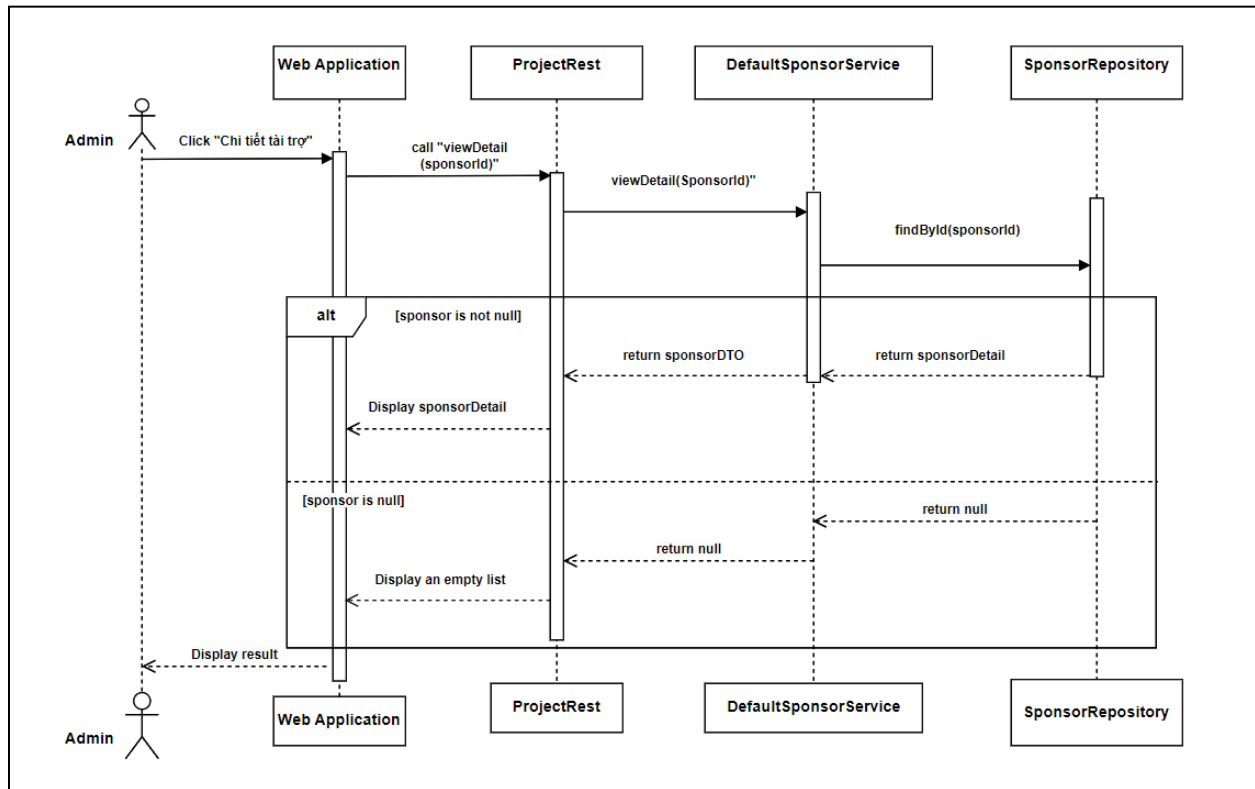 Web Application
ProjectRest
DefaultSponsorService
SponsorRepository
Admin
Click "Chi tiết tài trợ"
call "viewDetail
(sponsorId)"
viewDetail(SponsorId)"
findById(sponsorId)
alt
[sponsor is not null]
return sponsorDTO
return sponsorDetail
Display sponsorDetail
[sponsor is null]
return null
return null
Display an empty list
Display result
Admin
Web Application
ProjectRest
DefaultSponsorService
SponsorRepository